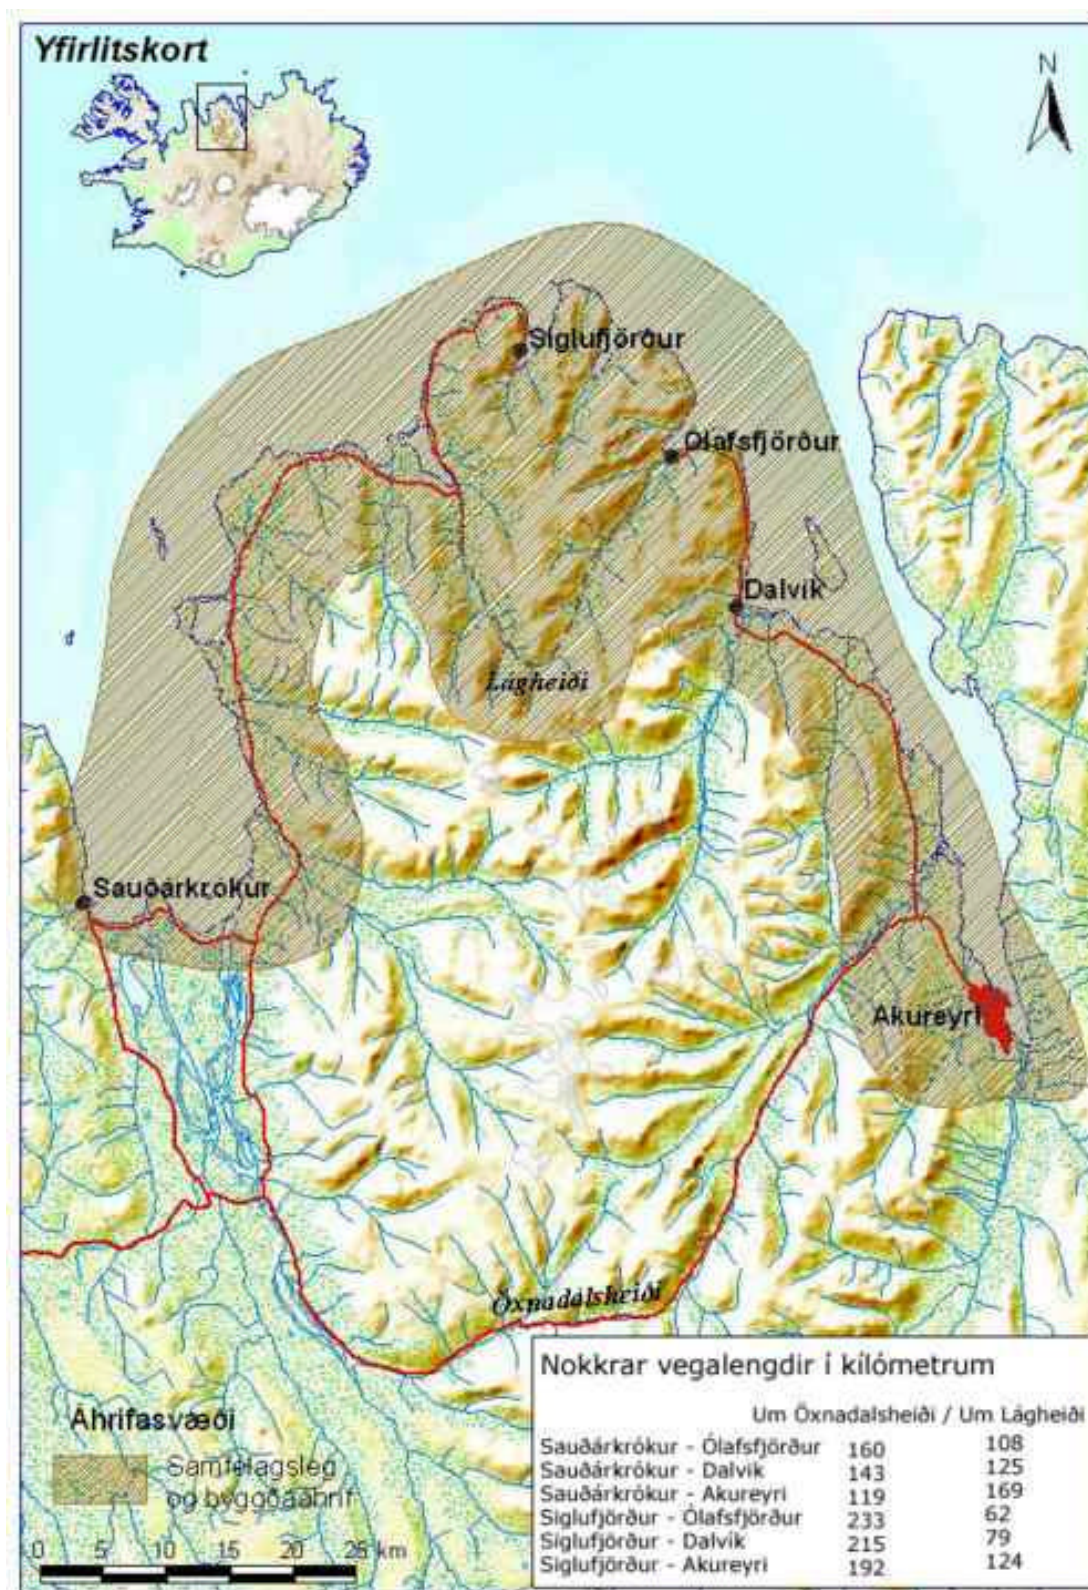 Yfirlitskort
N
Siglufjörður
Ólafsfjörður
Dalvík
Lágheiði
Sauðárkrókur
Akureyri
Öxnadalsheiði
Nokkrar vegalengdir í kílómetrum
Um Öxnadalsheiði / Um Lágheiði
Sauðárkrókur - Ólafsfjörður 160 108
Sauðárkrókur - Dalvík 143 125
Sauðárkrókur - Akureyri 119 169
Siglufjörður - Ólafsfjörður 233 62
Siglufjörður - Dalvík 215 79
Siglufjörður - Akureyri 192 124
Áhrifasvæði
Samfélagsleg
og byggðaáhrif
0 5 10 15 20 25 km